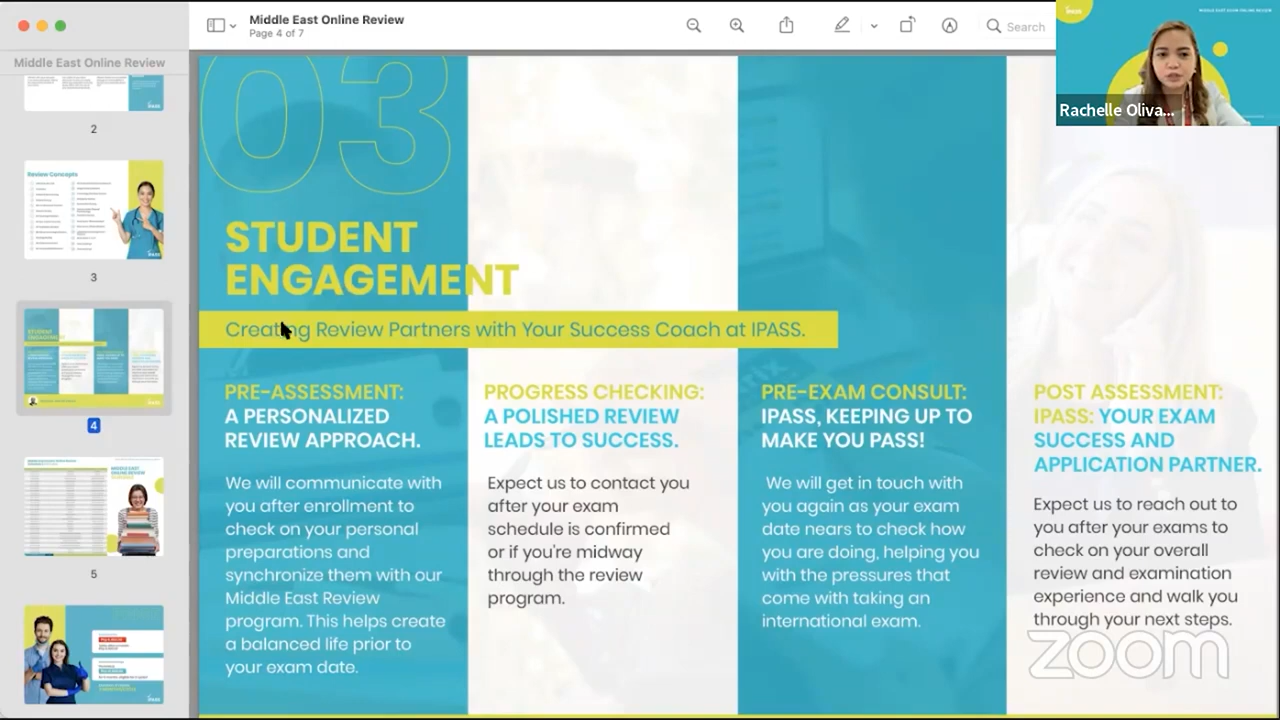 Middle East Online Review
Page 4 of 7
Search
iPASS
MIDDLE EAST EXAM ONLINE REVIEW
Rachelle Oliva...
Middle East Online Review
2
Review Concepts
3
4
5
03
STUDENT
ENGAGEMENT
Creating Review Partners with Your Success Coach at IPASS.
PRE-ASSESSMENT:
A PERSONALIZED
REVIEW APPROACH.
We will communicate with
you after enrollment to
check on your personal
preparations and
synchronize them with our
Middle East Review
program. This helps create
a balanced life prior to
your exam date.
PROGRESS CHECKING:
A POLISHED REVIEW
LEADS TO SUCCESS.
Expect us to contact you
after your exam
schedule is confirmed
or if you're midway
through the review
program.
PRE-EXAM CONSULT:
IPASS, KEEPING UP TO
MAKE YOU PASS!
We will get in touch with
you again as your exam
date nears to check how
you are doing, helping you
with the pressures that
come with taking an
international exam.
POST ASSESSMENT:
IPASS: YOUR EXAM
SUCCESS AND
APPLICATION PARTNER.
Expect us to reach out to
you after your exams to
check on your overall
review and examination
experience and walk you
through your next steps.
zoom